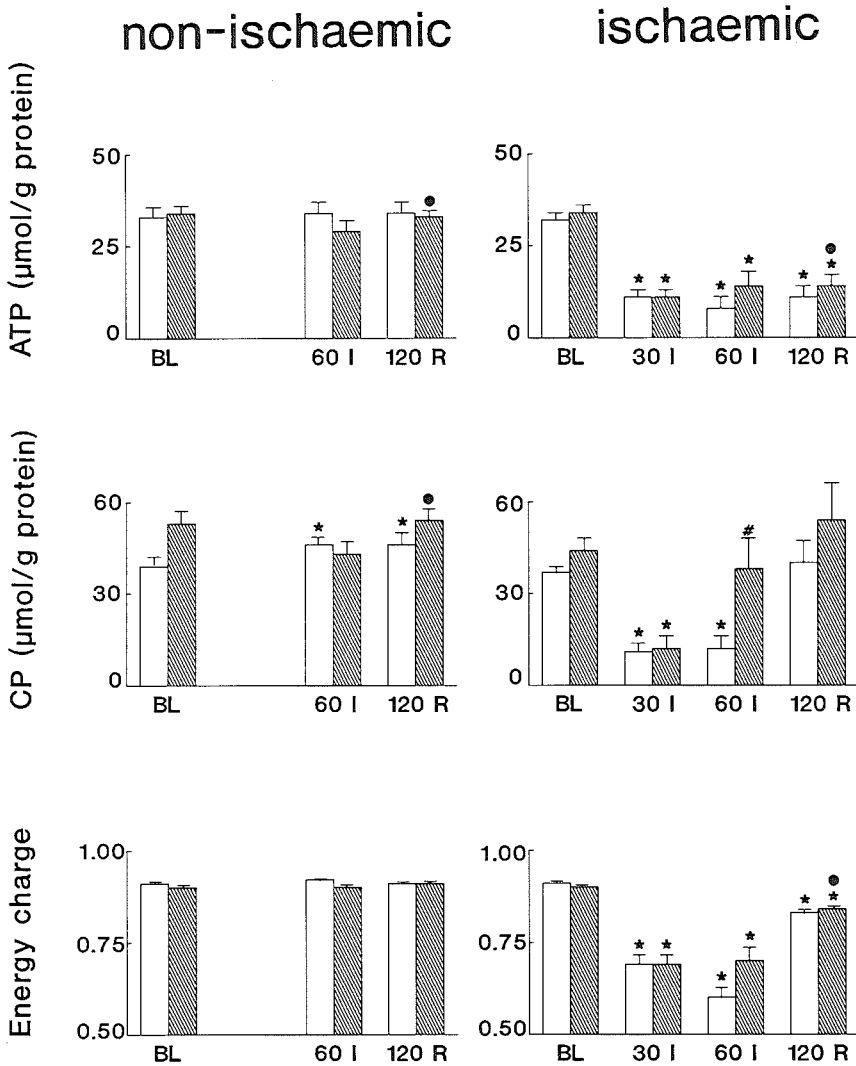 non-ischaemic ischaemic
ATP (µmol/g protein)
50 50
25 25
0 0
* * * * * *
BL 60 I 120 R BL 30 I 60 I 120 R
CP (µmol/g protein)
60 60
30 30
0 0
* * * * * #
BL 60 I 120 R BL 30 I 60 I 120 R
Energy charge
1.00 1.00
0.75 0.75
0.50 0.50
* * * * * *
BL 60 I 120 R BL 30 I 60 I 120 R